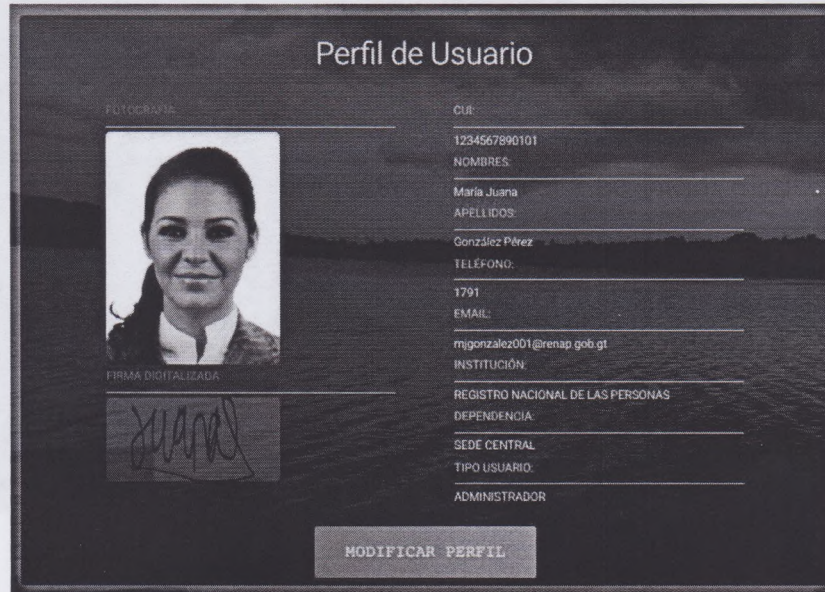 Perfil de Usuario
FOTOGRAFÍA
FIRMA DIGITALIZADA
Juanal
CUI:
1234567890101
NOMBRES:
María Juana
APELLIDOS:
González Pérez
TELÉFONO:
1791
EMAIL:
mjgonzalez001@renap.gob.gt
INSTITUCIÓN:
REGISTRO NACIONAL DE LAS PERSONAS
DEPENDENCIA:
SEDE CENTRAL
TIPO USUARIO:
ADMINISTRADOR
MODIFICAR PERFIL